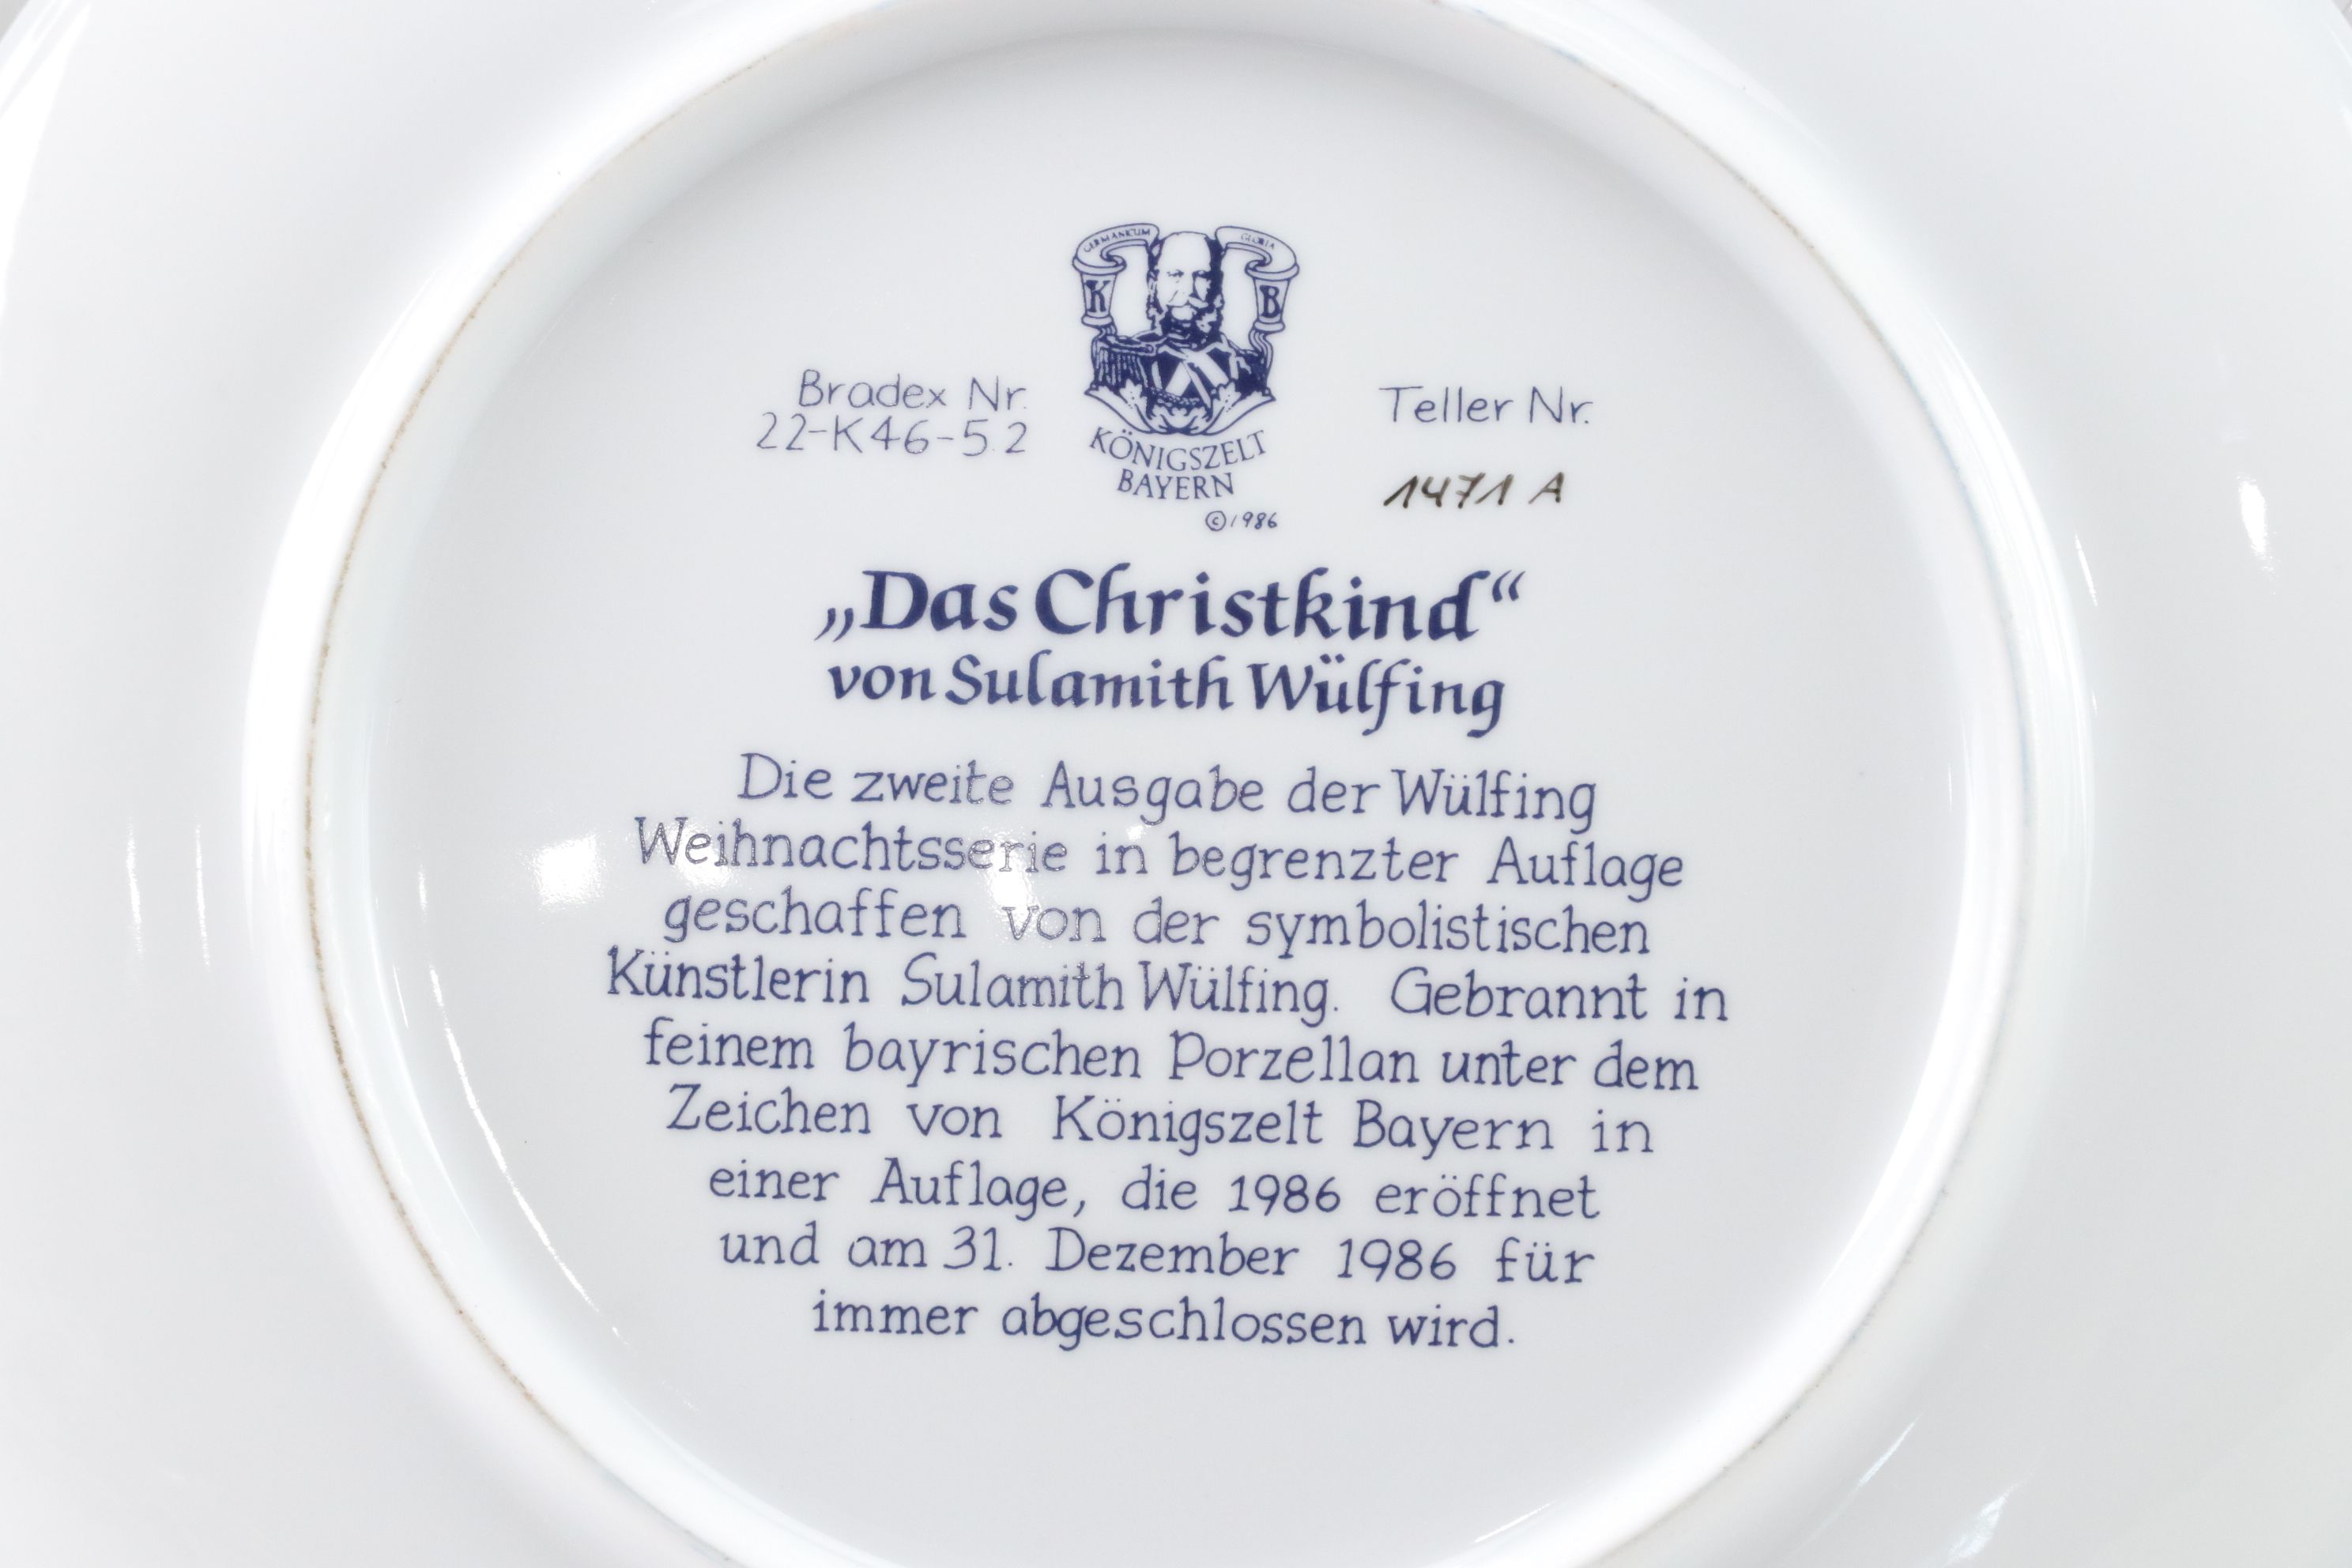 GERMANICUM GLORIA
K B
Bradex Nr.
22-K46-5.2
KÖNIGSZELT
BAYERN
©1986
Teller Nr.
1471 A
„Das Christkind“
von Sulamith Wülfing
Die zweite Ausgabe der Wülfing
Weihnachtsserie in begrenzter Auflage
geschaffen von der symbolistischen
Künstlerin Sulamith Wülfing. Gebrannt in
feinem bayrischen Porzellan unter dem
Zeichen von Königszelt Bayern in
einer Auflage, die 1986 eröffnet
und am 31. Dezember 1986 für
immer abgeschlossen wird.